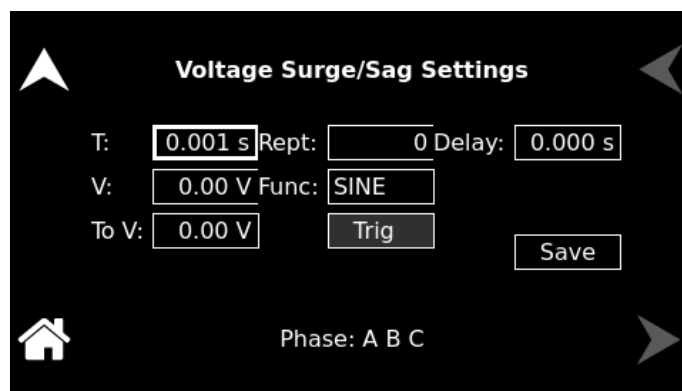 Voltage Surge/Sag Settings
T: 0.001 s Rept: 0 Delay: 0.000 s
V: 0.00 V Func: SINE
To V: 0.00 V Trig
Save
Phase: A B C